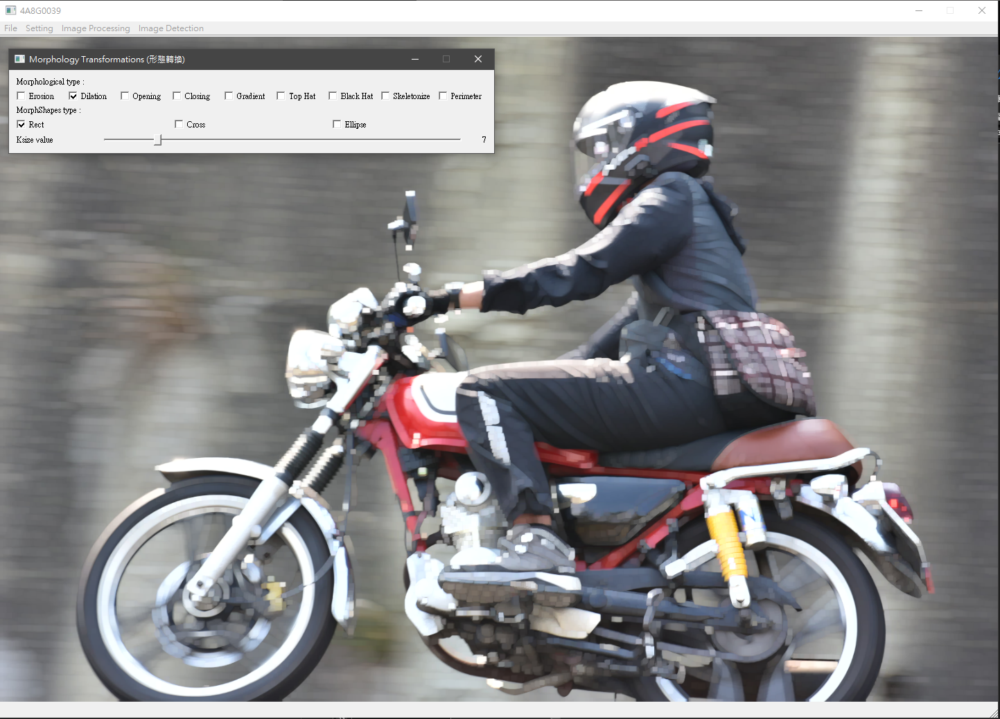 4A8G0039
File Setting Image Processing Image Detection
Morphology Transformations (形態轉換)
Morphological type :
Erosion Dilation Opening Closing Gradient Top Hat Black Hat Skeletonize Perimeter
MorphShapes type :
Rect Cross Ellipse
Ksize value 7